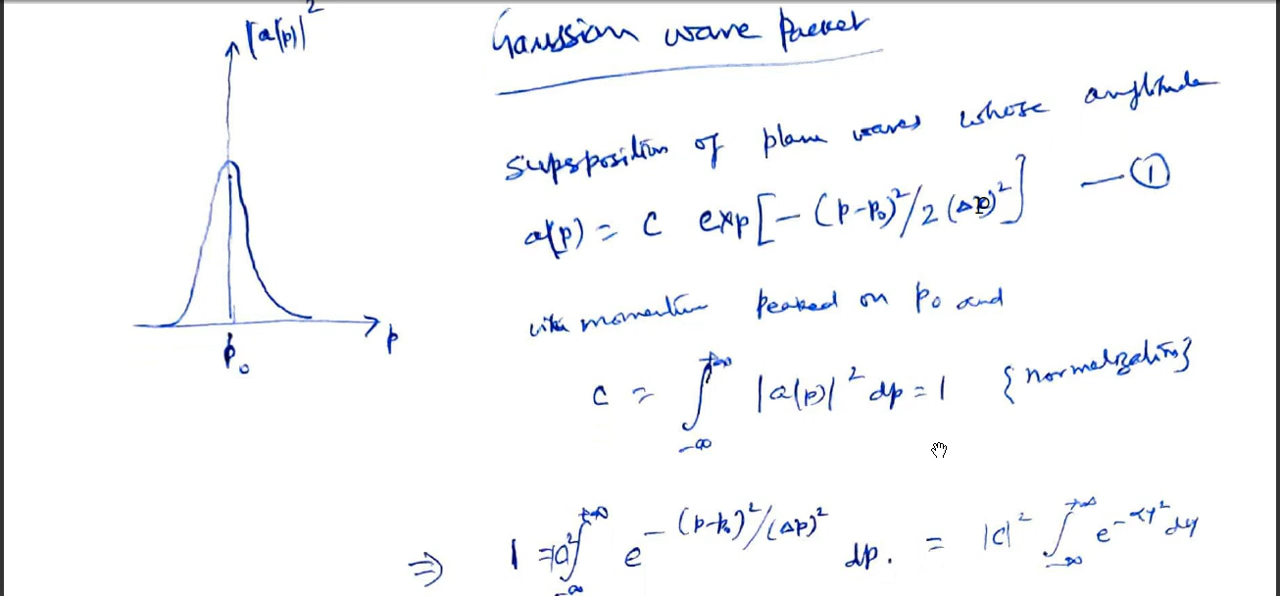 |a(p)|²
Gaussian wave Packet
Superposition of plane waves whose amplitude
a(p) = C exp[-(p-p₀)²/2(Δp)²] — ①
with momentum peaked on p₀ and
p
p₀
C = ∫_{-∞}^{+∞} |a(p)|² dp = 1 {normalization}
⇒ 1 = |C|² ∫_{-∞}^{+∞} e^{-(p-p₀)²/(Δp)²} dp. = |C|² ∫_{-∞}^{+∞} e^{-αy²} dy